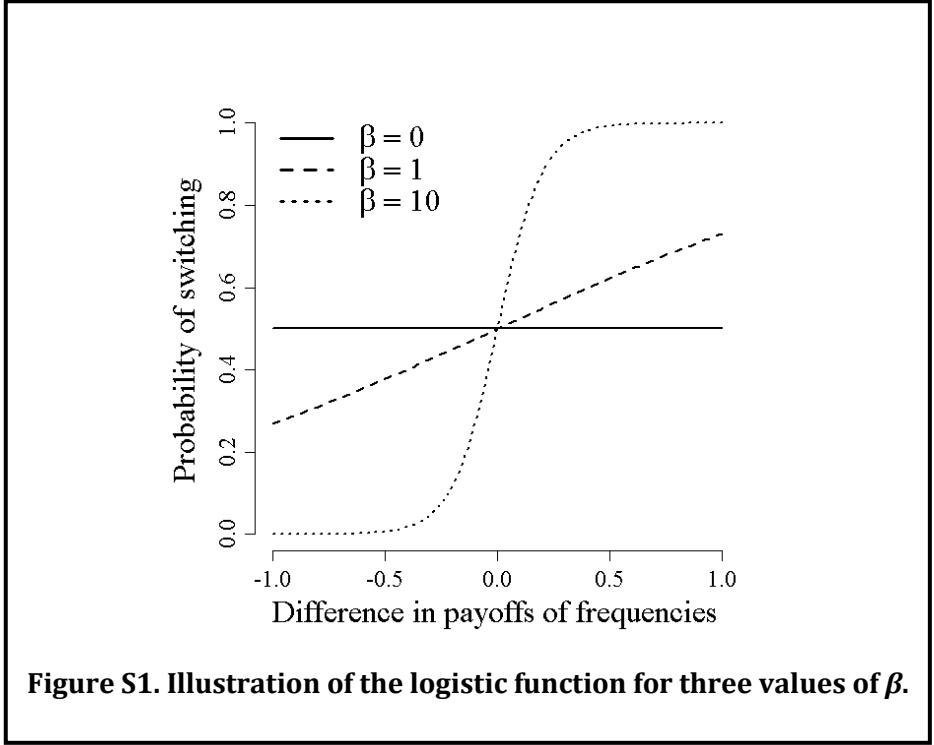 β = 0
β = 1
β = 10
Probability of switching
1.0
0.8
0.6
0.4
0.2
0.0
-1.0 -0.5 0.0 0.5 1.0
Difference in payoffs of frequencies
Figure S1. Illustration of the logistic function for three values of β.